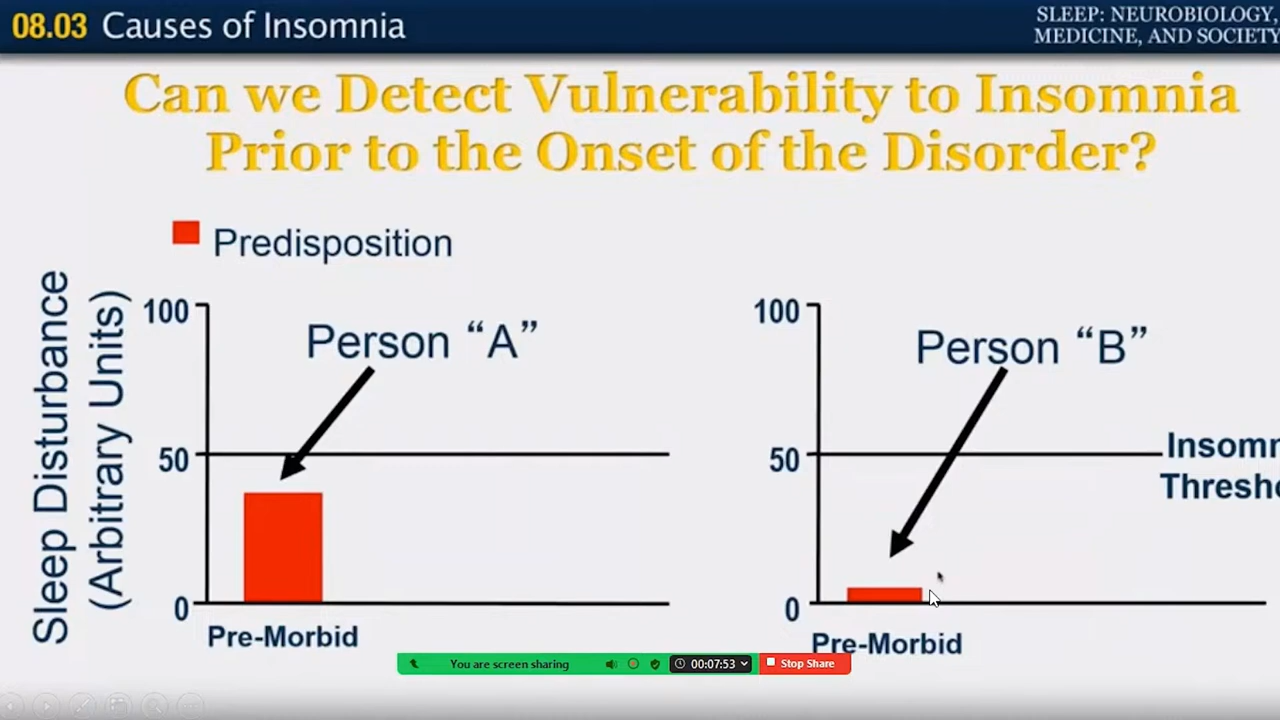 08.03 Causes of Insomnia
SLEEP: NEUROBIOLOGY,
MEDICINE, AND SOCIETY
Can we Detect Vulnerability to Insomnia
Prior to the Onset of the Disorder?
Predisposition
Sleep Disturbance
(Arbitrary Units)
100
50
0
Person “A”
Pre-Morbid
100
50
0
Person “B”
Insomn
Thresho
Pre-Morbid
You are screen sharing
00:07:53
Stop Share